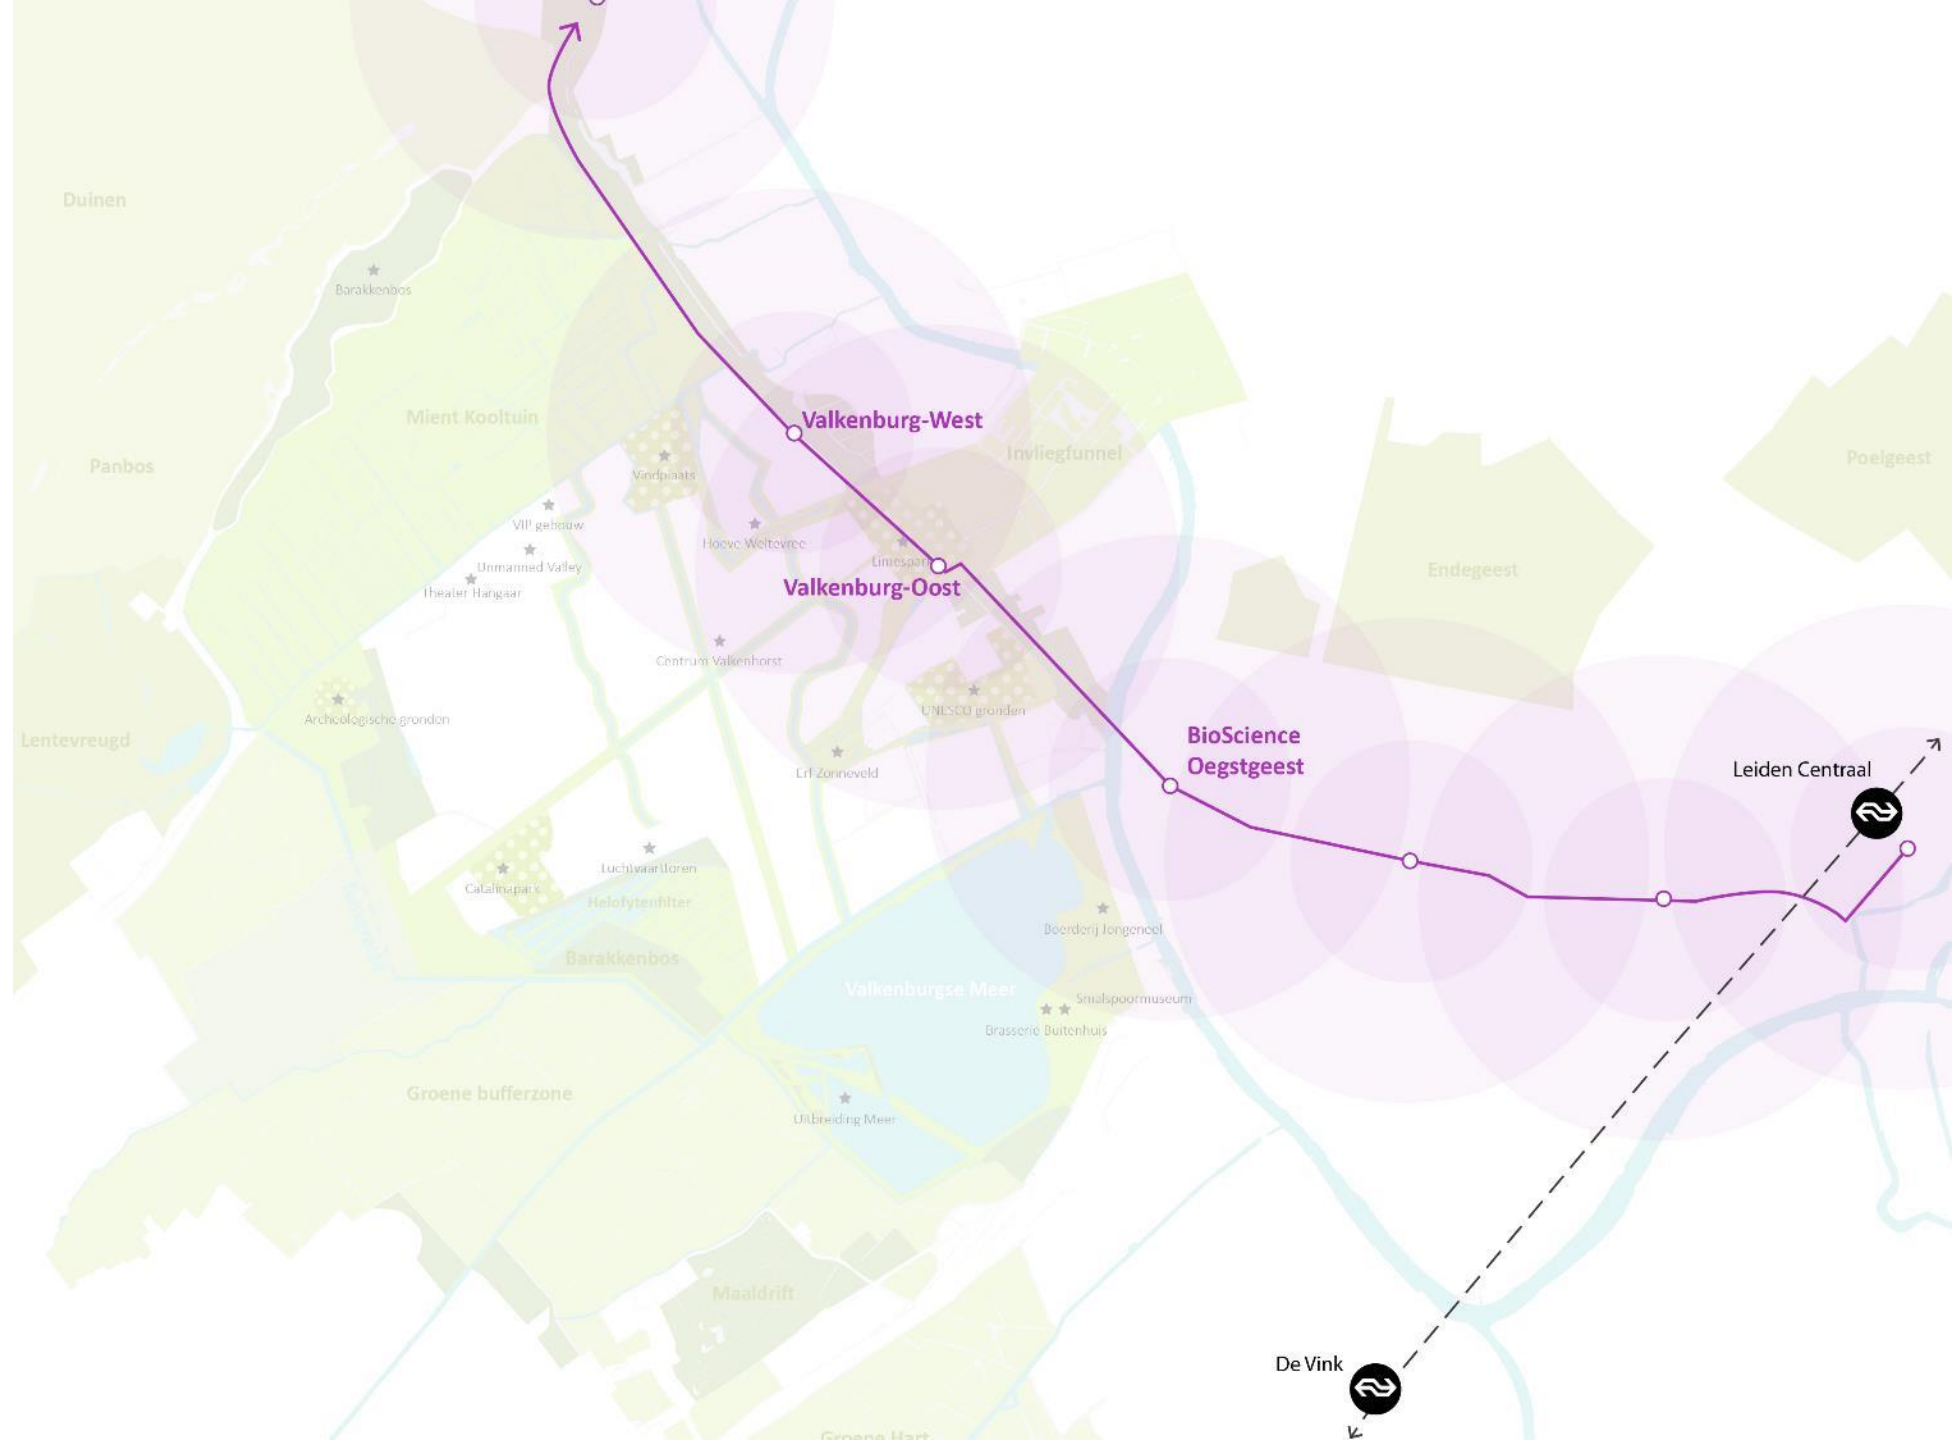 Duinen
Barakkenbos
Mient Kooltuin
Valkenburg-West
Invliegfunnel
Panbos
Vindplaats
Poelgeest
VIP gebouw
Hoeve Weltevree
Limespark
Unmanned Valley
Endegeest
Theater Hangaar
Valkenburg-Oost
Centrum Valkenhorst
UNESCO gronden
Archeologische gronden
Lentevreugd
BioScience
Oegstgeest
Leiden Centraal
Erf Zonneveld
Luchtvaarttoren
Catalinapark
Helofytenfilter
Boerderij Jongeneel
Barakkenbos
Valkenburgse Meer
Smalspoormuseum
Brasserie Buitenhuis
Groene bufferzone
Uitbreiding Meer
Maaldrift
De Vink
Groene Hart